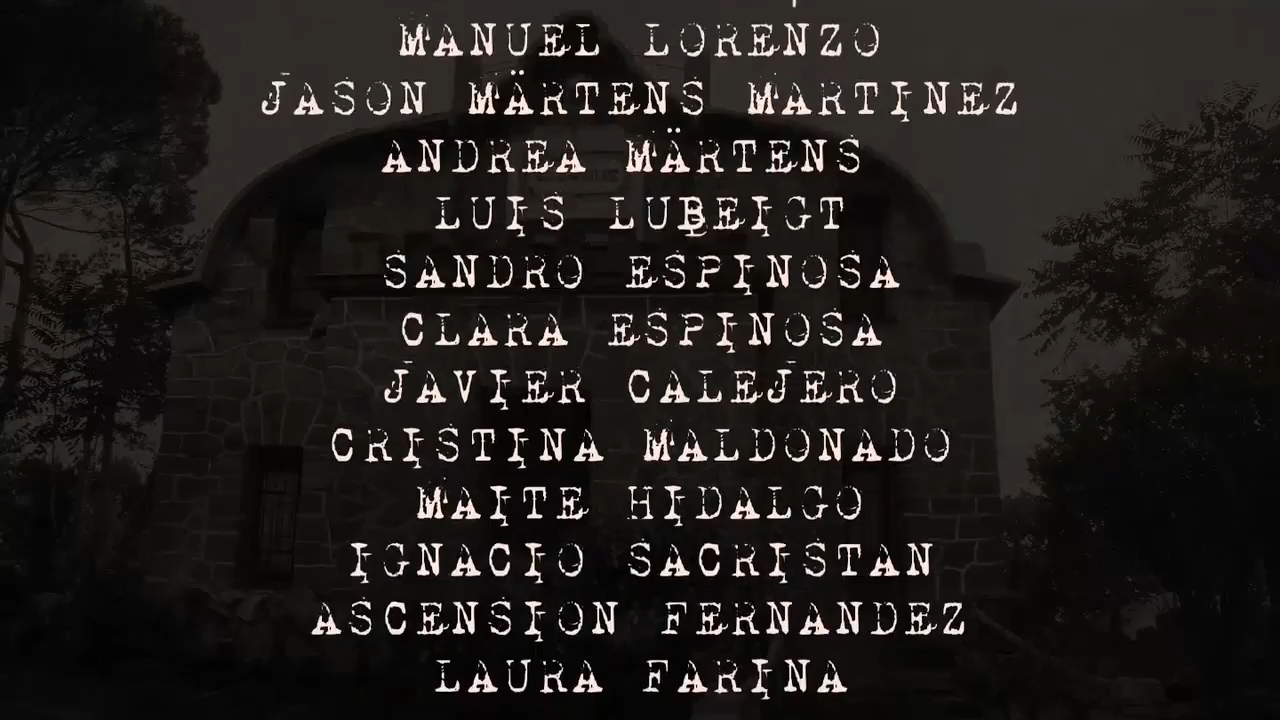 MANUEL LORENZO
JASON MÄRTENS MARTINEZ
ANDREA MÄRTENS
LUIS LUBEIGT
SANDRO ESPINOSA
CLARA ESPINOSA
JAVIER CALEJERO
CRISTINA MALDONADO
MAITE HIDALGO
IGNACIO SACRISTAN
ASCENSION FERNANDEZ
LAURA FARINA